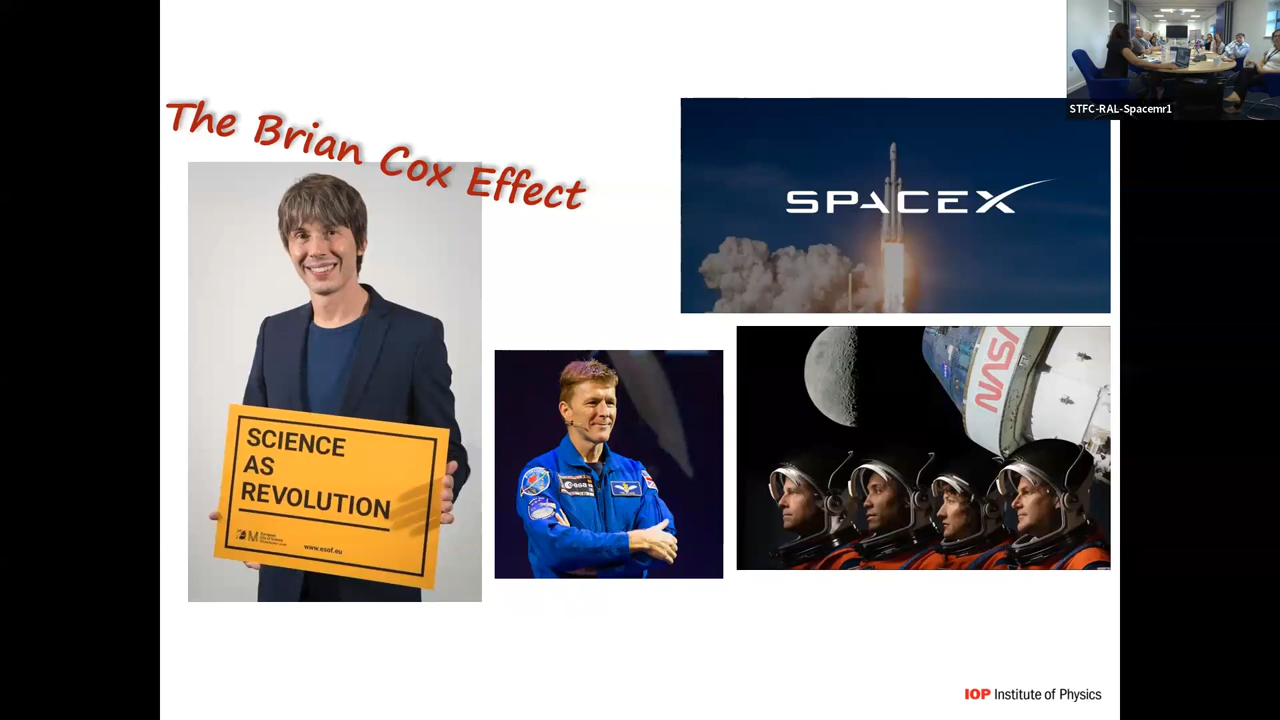 STFC-RAL-Spacemr1
The Brian Cox Effect
SPACEX
SCIENCE
AS
REVOLUTION
www.esof.eu
esa
NASA
IOP Institute of Physics